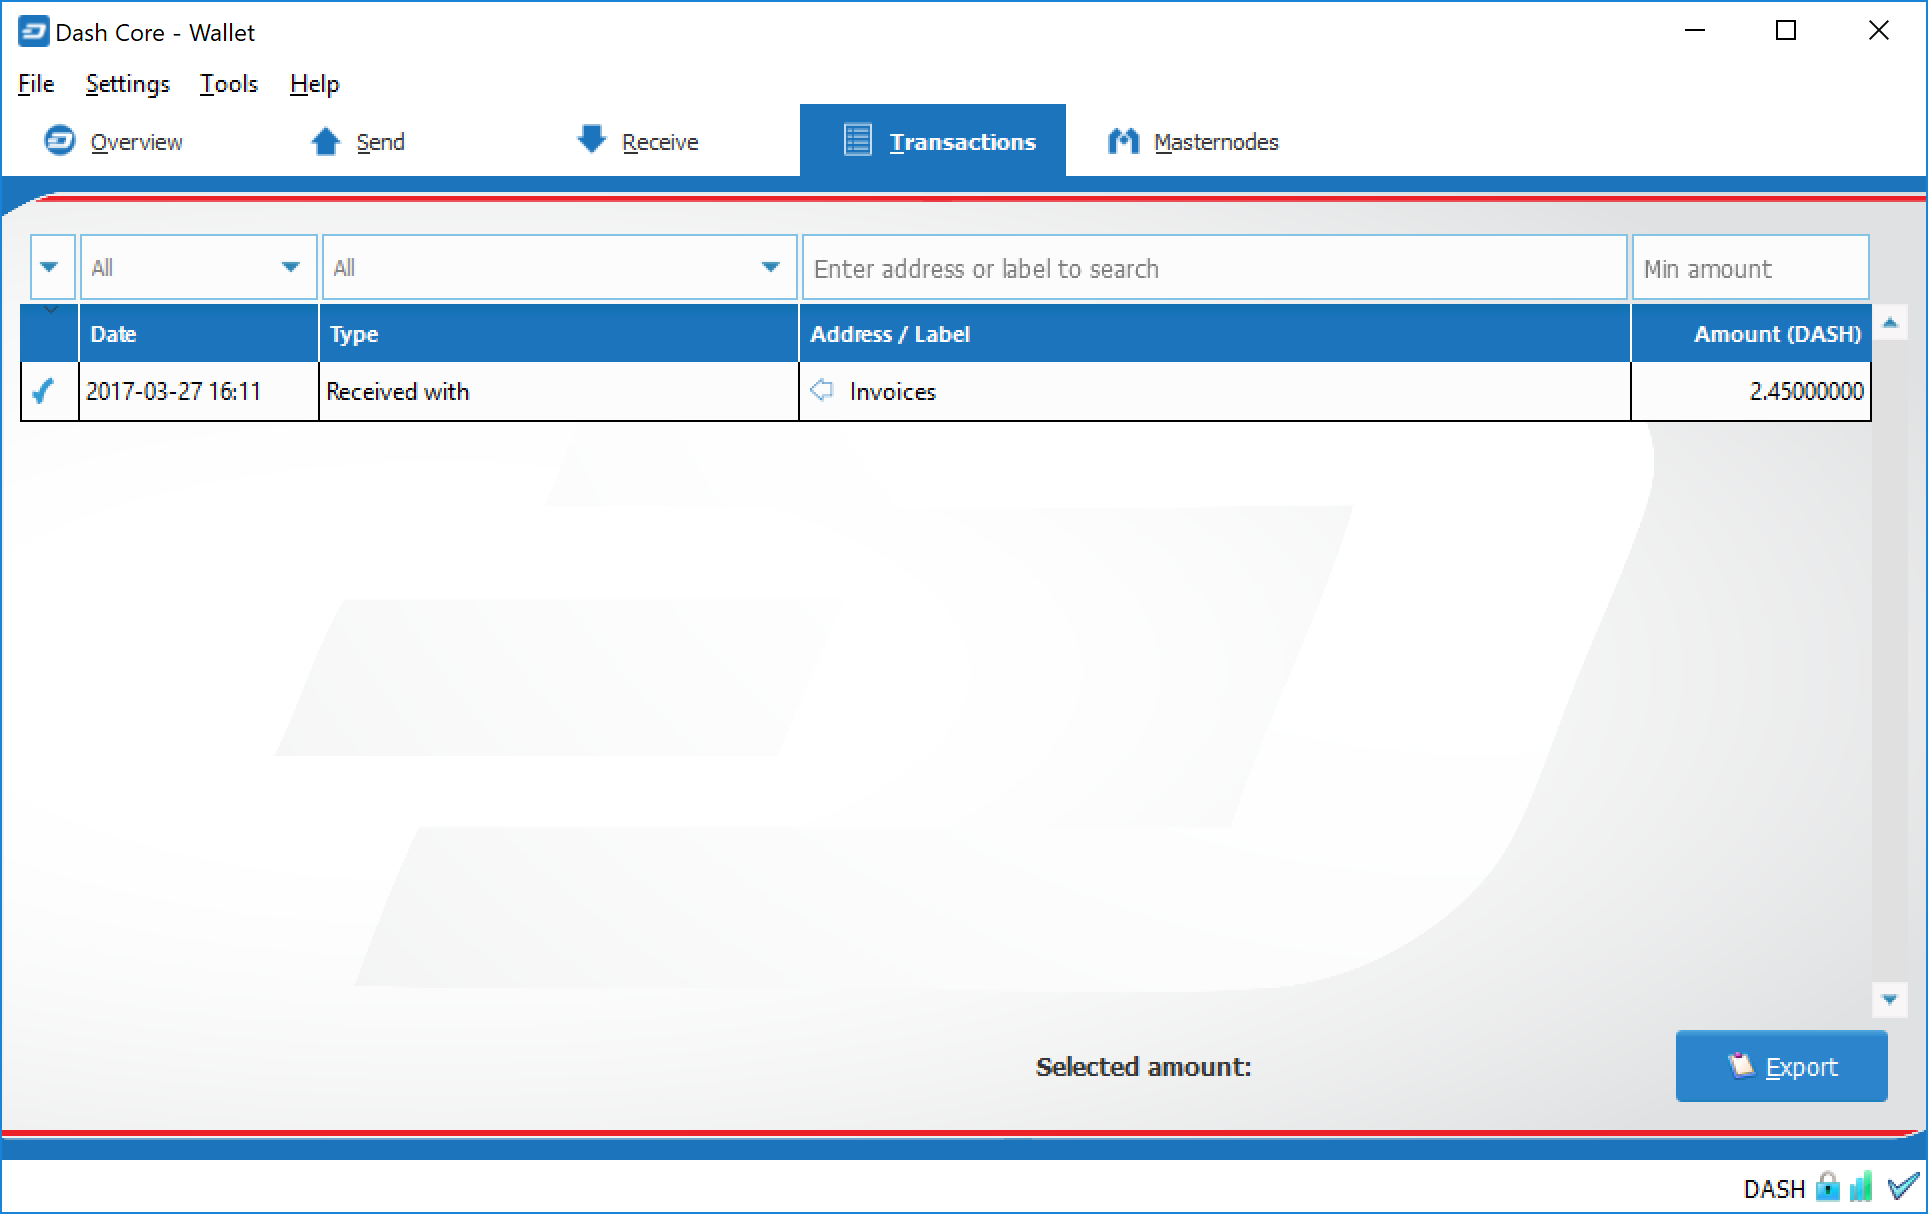 Dash Core - Wallet
File Settings Tools Help
Overview Send Receive Transactions Masternodes
All All Enter address or label to search Min amount
Date Type Address / Label Amount (DASH)
2017-03-27 16:11 Received with Invoices 2.45000000
Selected amount: Export
DASH